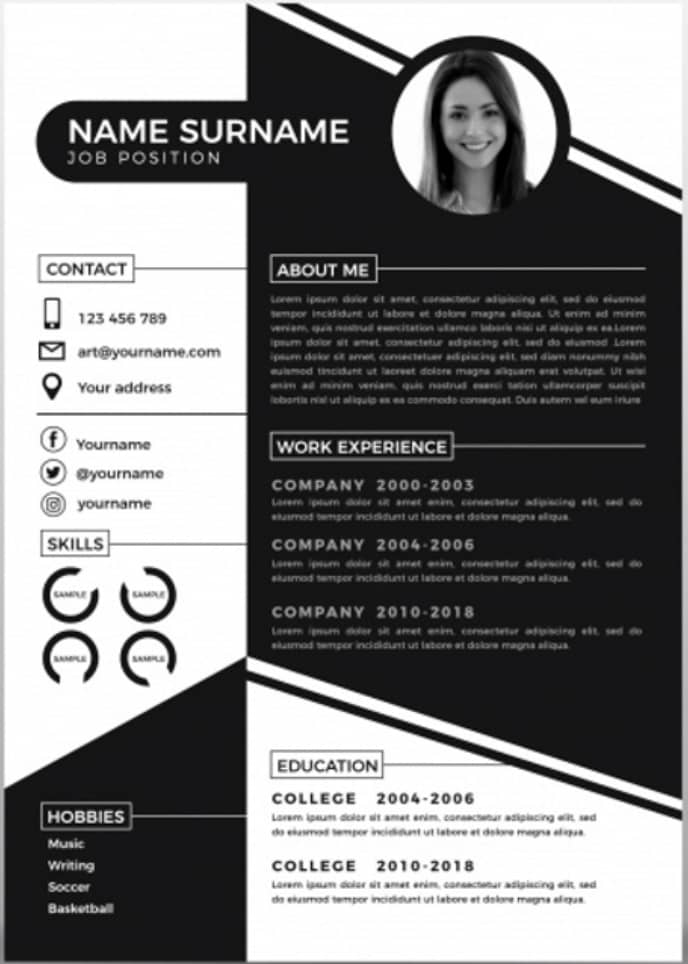 NAME SURNAME
JOB POSITION
CONTACT
123 456 789
art@yourname.com
Your address
Yourname
@yourname
yourname
SKILLS
SAMPLE
SAMPLE
SAMPLE
SAMPLE
HOBBIES
Music
Writing
Soccer
Basketball
ABOUT ME
Lorem ipsum dolor sit amet, consectetur adipiscing elit, sed do eiusmod
tempor incididunt ut labore et dolore magna aliqua. Ut enim ad minim
veniam, quis nostrud exercitation ullamco laboris nisi ut aliquip ex ea.Lorem
ipsum dolor sit amet, consectetur adipiscing elit, sed do eiusmod .Lorem
ipsum dolor sit amet, consectetuer adipiscing elit, sed diam nonummy nibh
euismod tincidunt ut laoreet dolore magna aliquam erat volutpat. Ut wisi
enim ad minim veniam, quis nostrud exerci tation ullamcorper suscipit
lobortis nisl ut aliquip ex ea commodo consequat. Duis autem vel eum iriure
WORK EXPERIENCE
COMPANY 2000-2003
Lorem ipsum dolor sit amet enim, consectetur adipiscing elit, sed do
eiusmod tempor incididunt ut labore et dolore magna aliqua.
COMPANY 2004-2006
Lorem ipsum dolor sit amet enim, consectetur adipiscing elit, sed do
eiusmod tempor incididunt ut labore et dolore magna aliqua.
COMPANY 2010-2018
Lorem ipsum dolor sit amet enim, consectetur adipiscing elit, sed do
eiusmod tempor incididunt ut labore et dolore magna aliqua.
EDUCATION
COLLEGE 2004-2006
Lorem ipsum dolor sit amet enim, consectetur adipiscing elit, sed
do eiusmod tempor incididunt ut labore et dolore magna aliqua.
COLLEGE 2010-2018
Lorem ipsum dolor sit amet enim, consectetur adipiscing elit, sed
do eiusmod tempor incididunt ut labore et dolore magna aliqua.